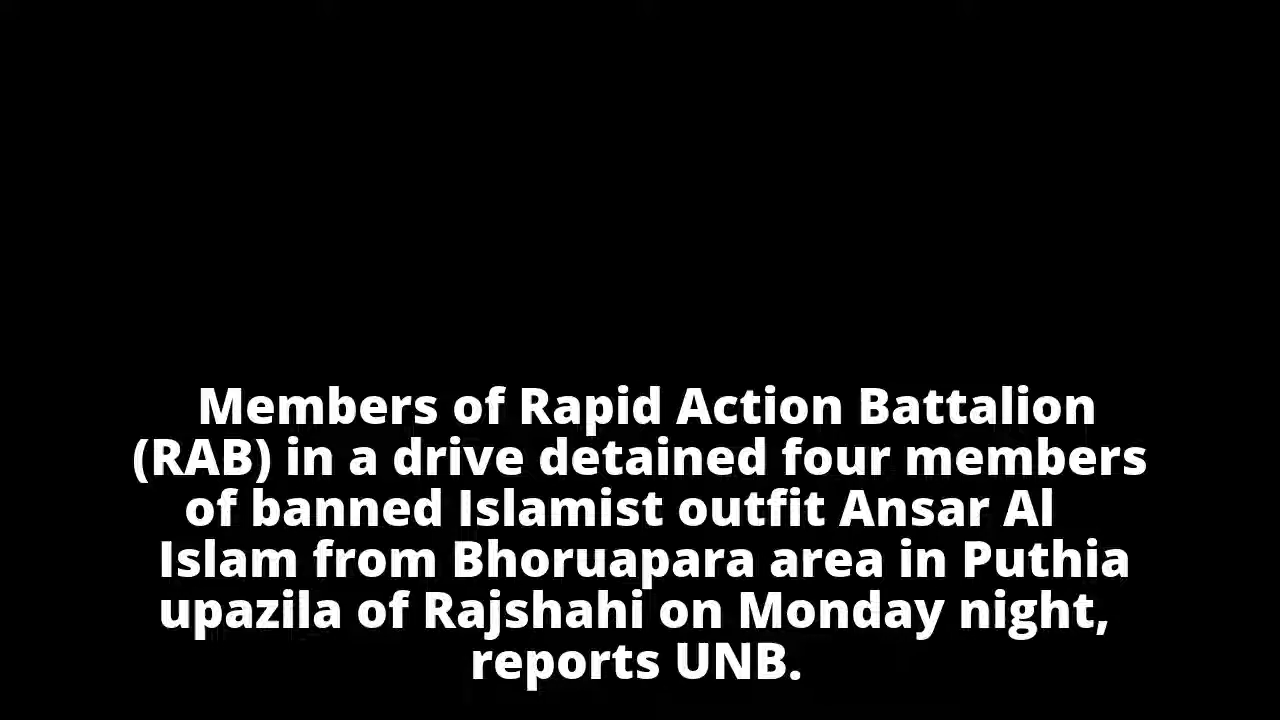 Members of Rapid Action Battalion
(RAB) in a drive detained four members
of banned Islamist outfit Ansar Al
Islam from Bhoruapara area in Puthia
upazila of Rajshahi on Monday night,
reports UNB.